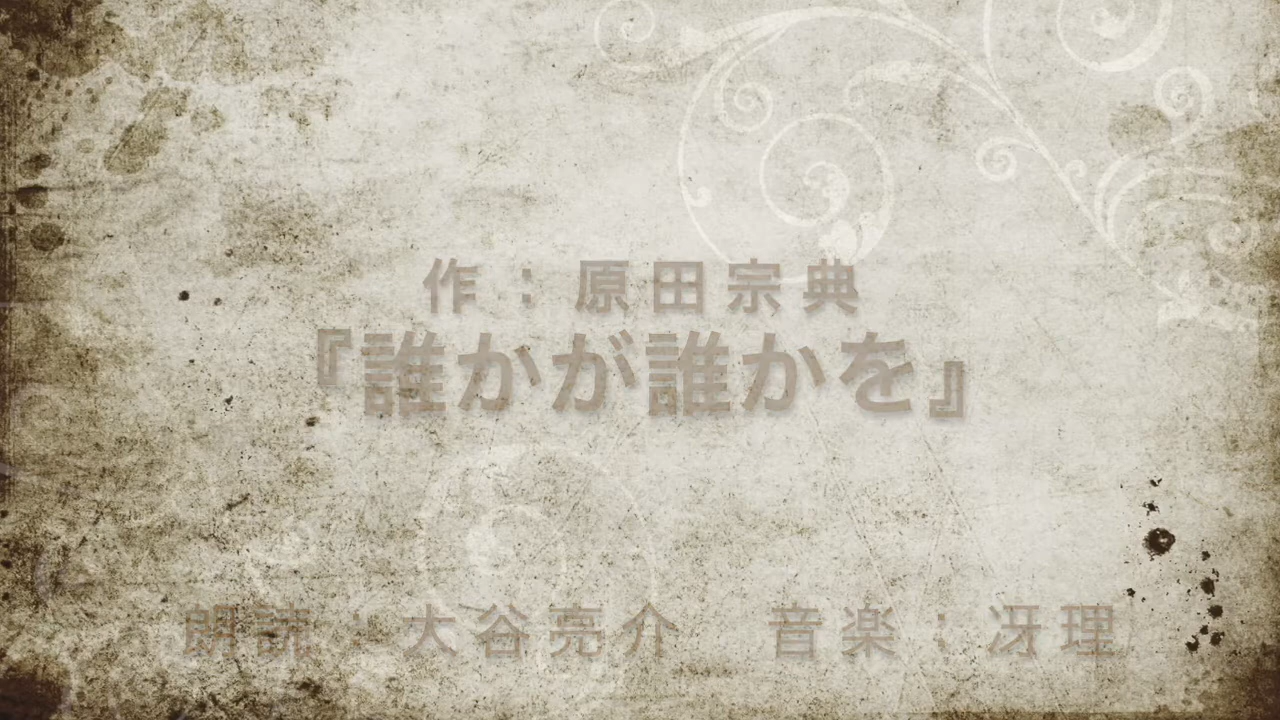 作：原田宗典
『誰かが誰かを』
朗読：大谷亮介　音楽：冴理